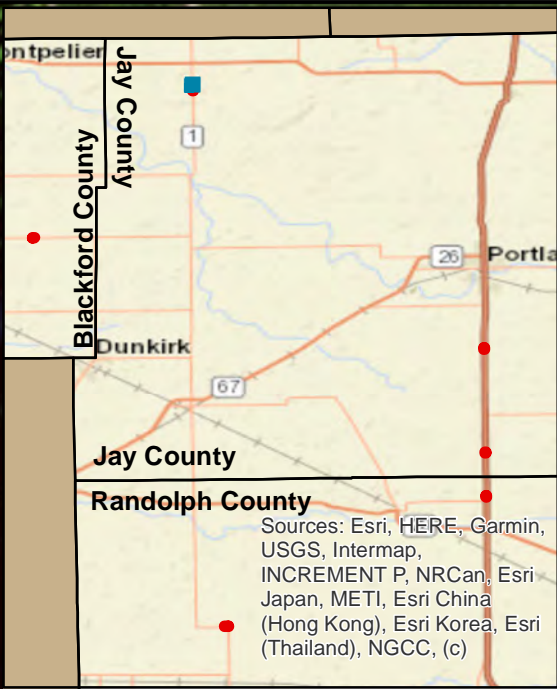 ontpelier
Jay County
1
Blackford County
26
Portla
Dunkirk
67
Jay County
Randolph County
Sources: Esri, HERE, Garmin,
USGS, Intermap,
INCREMENT P, NRCan, Esri
Japan, METI, Esri China
(Hong Kong), Esri Korea, Esri
(Thailand), NGCC, (c)